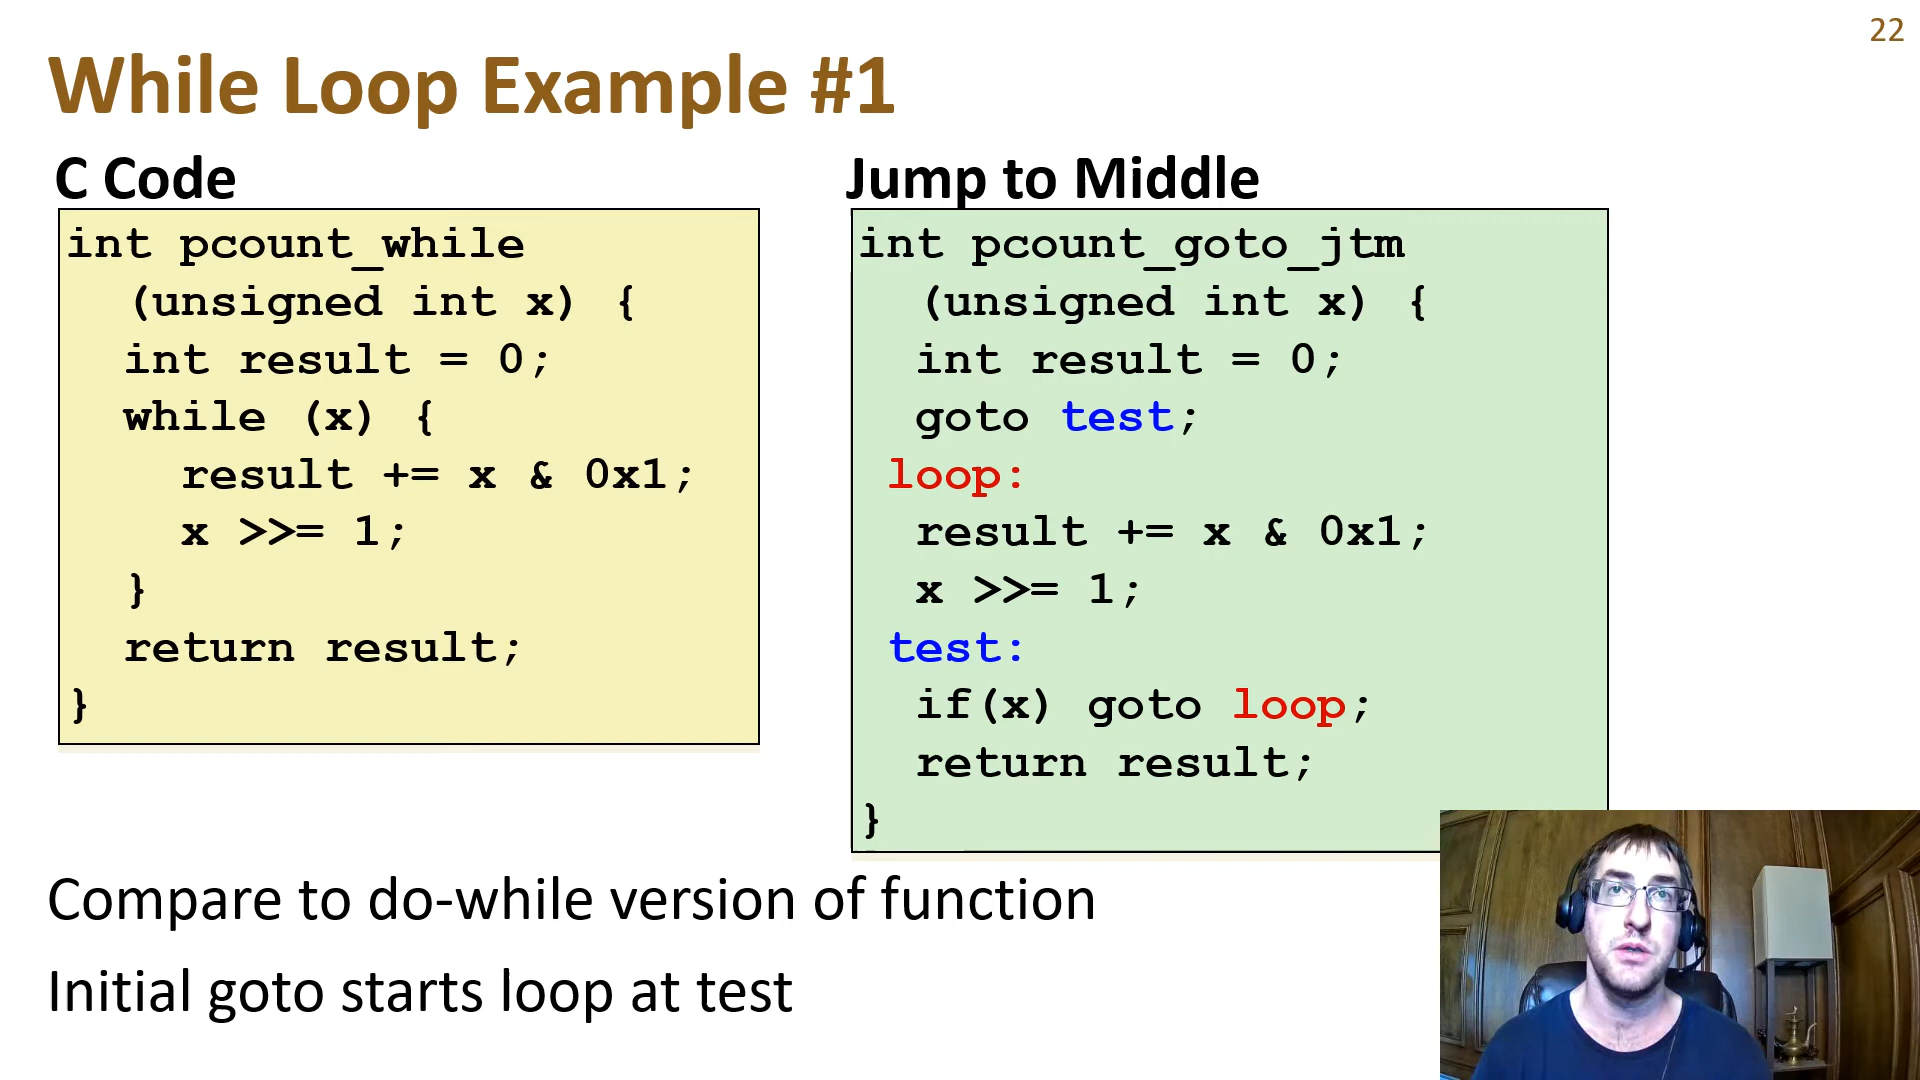 22
While Loop Example #1
C Code
int pcount_while
(unsigned int x) {
int result = 0;
while (x) {
result += x & 0x1;
x >>= 1;
}
return result;
}
Jump to Middle
int pcount_goto_jtm
(unsigned int x) {
int result = 0;
goto test;
loop:
result += x & 0x1;
x >>= 1;
test:
if(x) goto loop;
return result;
}
Compare to do-while version of function
Initial goto starts loop at test